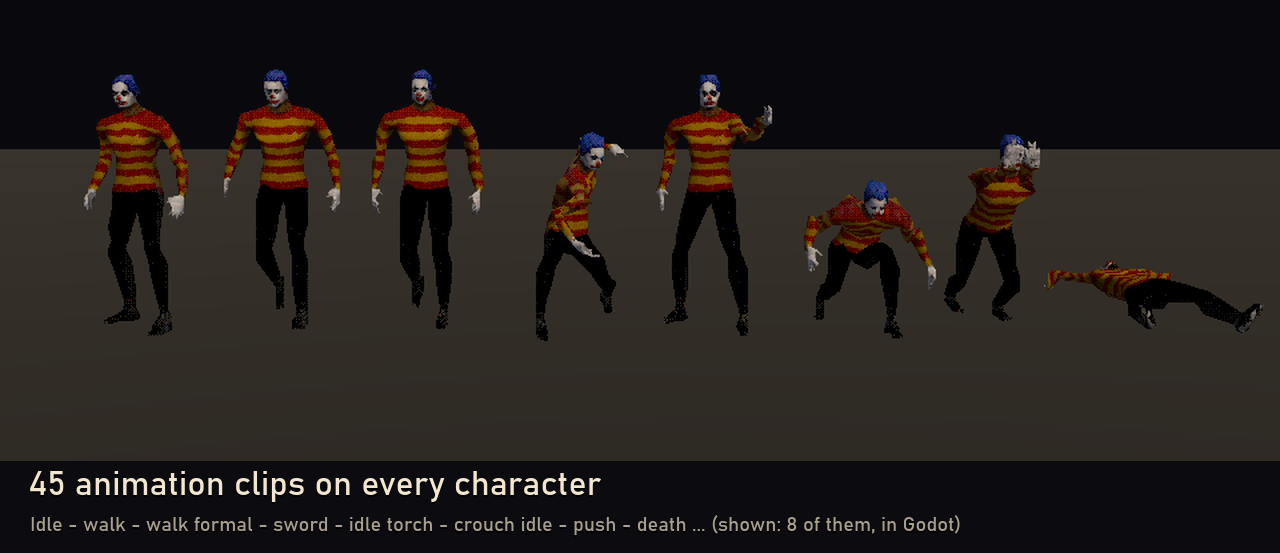 45 animation clips on every character
Idle - walk - walk formal - sword - idle torch - crouch idle - push - death ... (shown: 8 of them, in Godot)